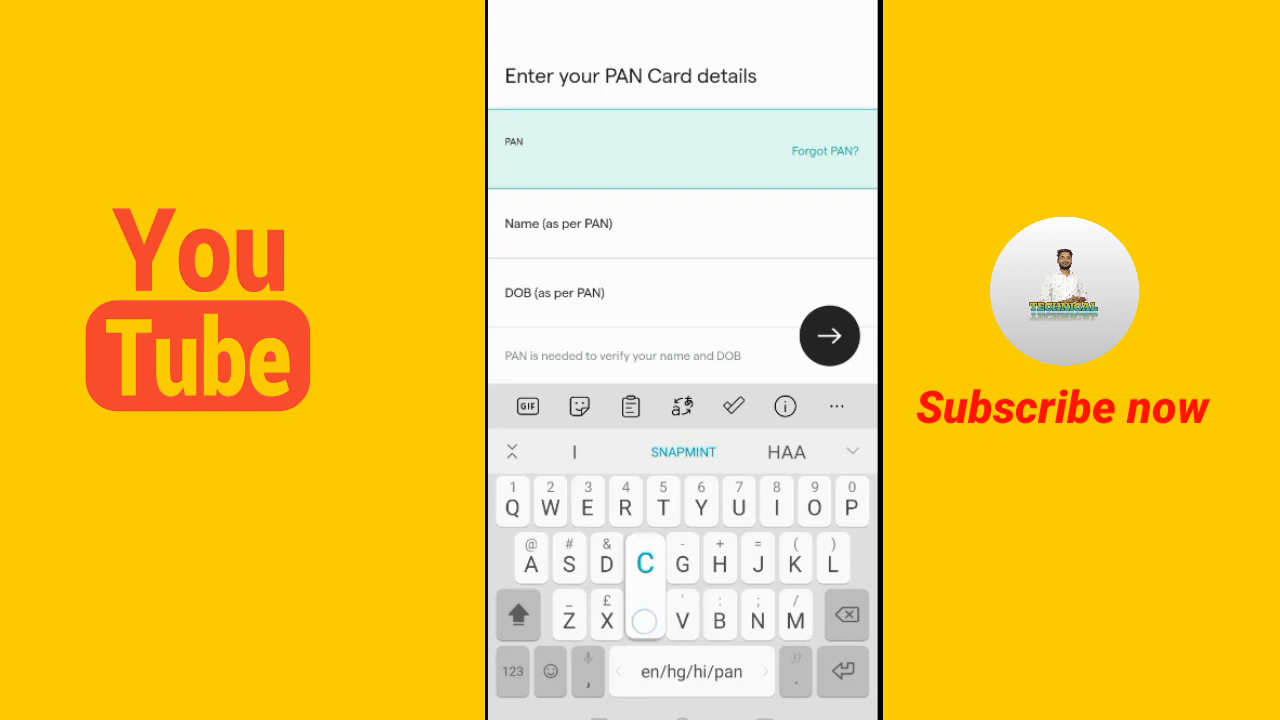 You
Tube
Enter your PAN Card details
PAN
Forgot PAN?
Name (as per PAN)
DOB (as per PAN)
PAN is needed to verify your name and DOB
GIF
I SNAPMINT HAA
1 2 3 4 5 6 7 8 9 0
Q W E R T Y U I O P
@ # & - + = ( )
A S D C G H J K L
_ £ ' : ; /
Z X V B N M
123 , en/hg/hi/pan .
TECHNICAL
Subscribe now